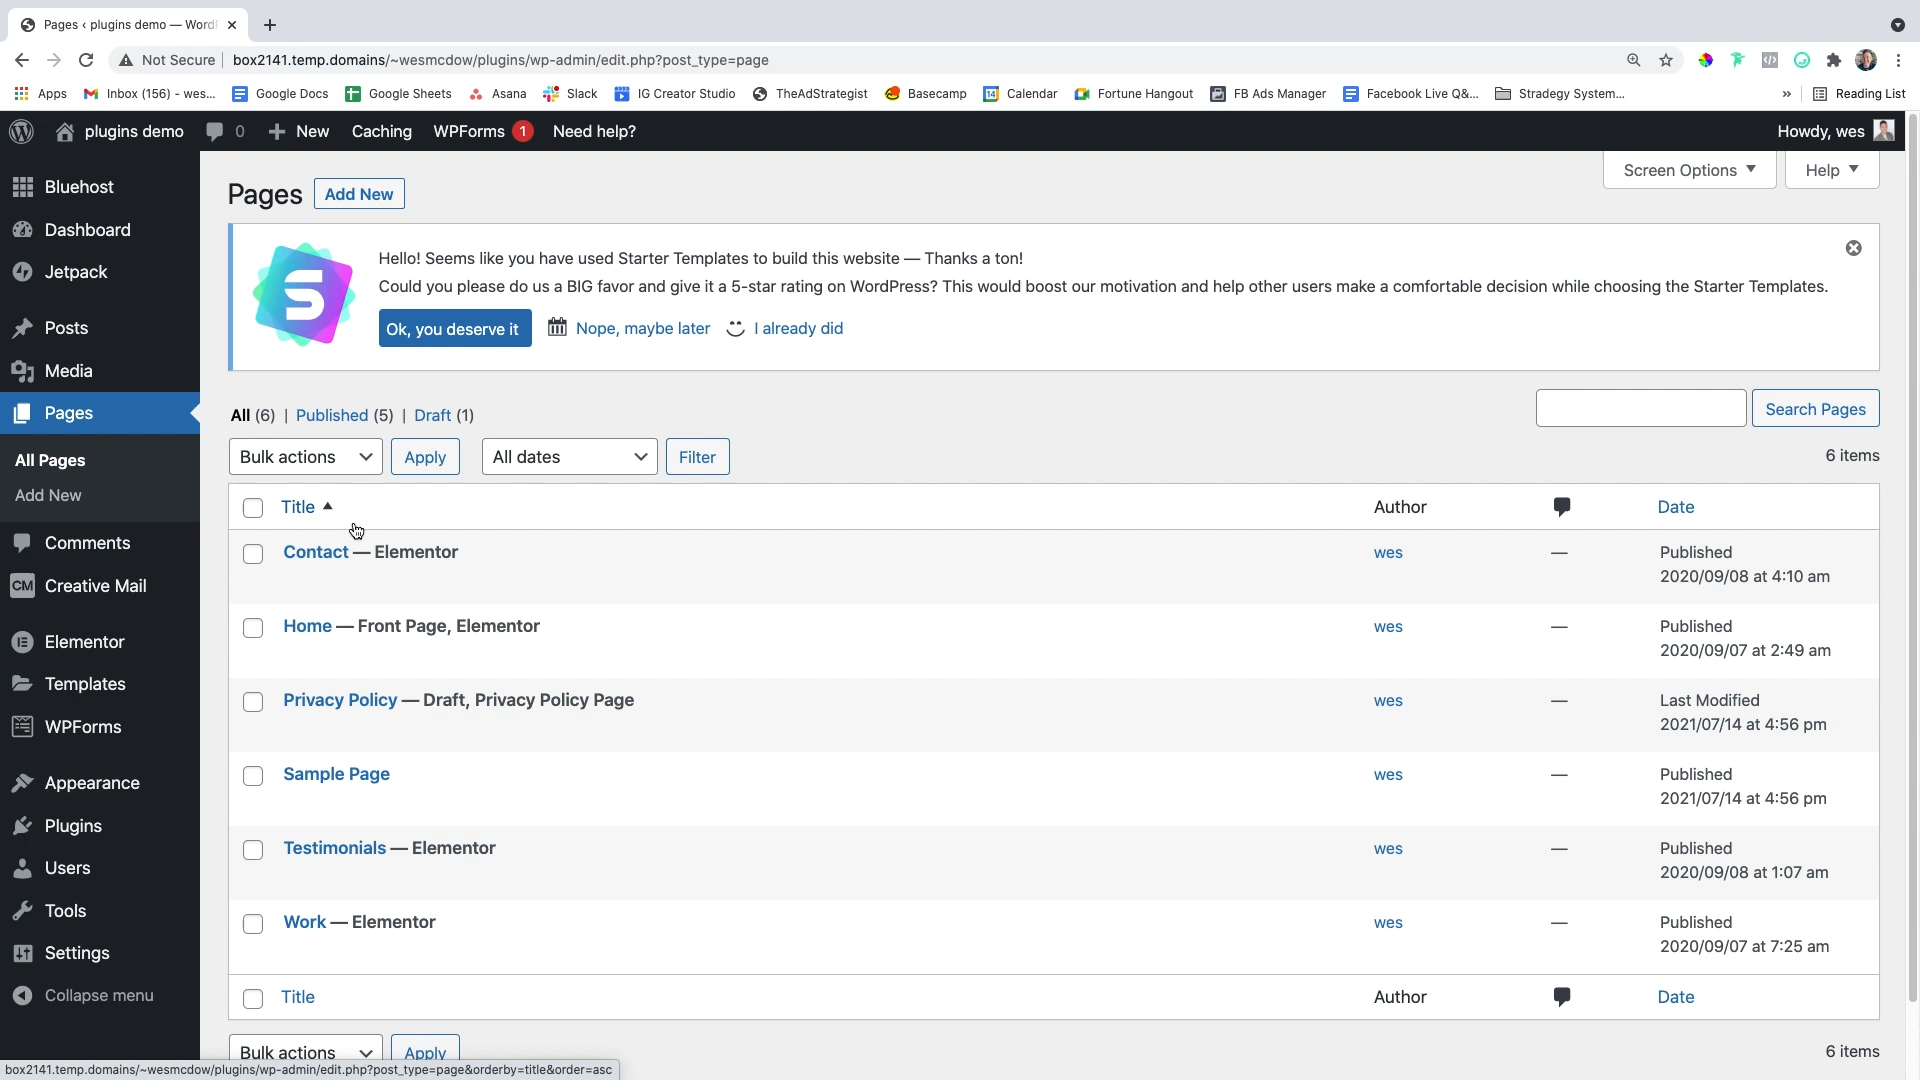 Pages ‹ plugins demo — Word
Not Secure
box2141.temp.domains/~wesmcdow/plugins/wp-admin/edit.php?post_type=page
Apps
Inbox (156) - wes...
Google Docs
Google Sheets
Asana
Slack
IG Creator Studio
TheAdStrategist
Basecamp
Calendar
Fortune Hangout
FB Ads Manager
Facebook Live Q&...
Stradegy System...
»
Reading List
plugins demo
0
New
Caching
WPForms 1
Need help?
Howdy, wes
Bluehost
Dashboard
Jetpack
Posts
Media
Pages
All Pages
Add New
Comments
CM Creative Mail
Elementor
Templates
WPForms
Appearance
Plugins
Users
Tools
Settings
Collapse menu
Screen Options
Help
Pages
Add New
S
Hello! Seems like you have used Starter Templates to build this website — Thanks a ton!
Could you please do us a BIG favor and give it a 5-star rating on WordPress? This would boost our motivation and help other users make a comfortable decision while choosing the Starter Templates.
Ok, you deserve it
Nope, maybe later
I already did
All (6) | Published (5) | Draft (1)
Search Pages
Bulk actions
Apply
All dates
Filter
6 items
Title
Author
Date
Contact — Elementor
wes
—
Published
2020/09/08 at 4:10 am
Home — Front Page, Elementor
wes
—
Published
2020/09/07 at 2:49 am
Privacy Policy — Draft, Privacy Policy Page
wes
—
Last Modified
2021/07/14 at 4:56 pm
Sample Page
wes
—
Published
2021/07/14 at 4:56 pm
Testimonials — Elementor
wes
—
Published
2020/09/08 at 1:07 am
Work — Elementor
wes
—
Published
2020/09/07 at 7:25 am
Title
Author
Date
Bulk actions
Apply
6 items
box2141.temp.domains/~wesmcdow/plugins/wp-admin/edit.php?post_type=page&orderby=title&order=asc